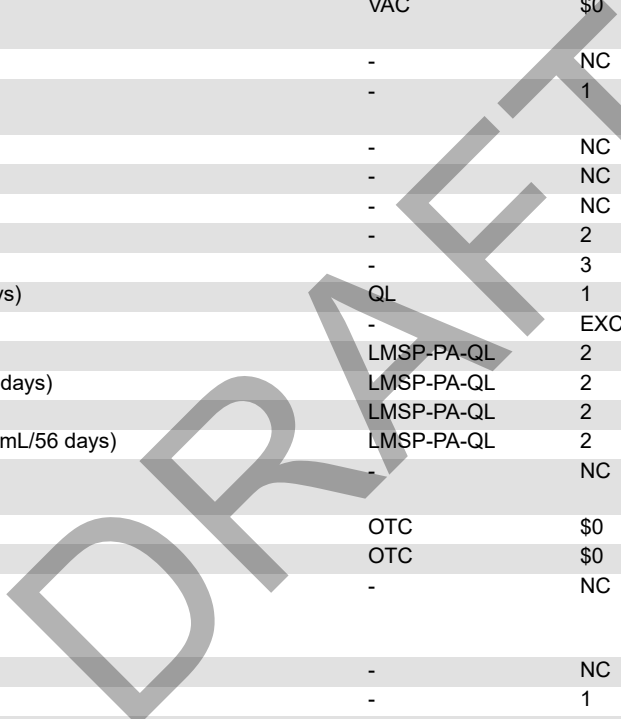 VAC $0
- NC
- 1
- NC
- NC
- NC
- 2
- 3
ys) QL 1
- EXC
LMSP-PA-QL 2
days) LMSP-PA-QL 2
LMSP-PA-QL 2
mL/56 days) LMSP-PA-QL 2
- NC
OTC $0
OTC $0
- NC
- NC
- 1
DRAFT